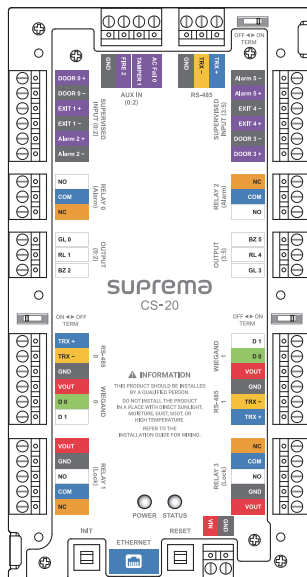 GND
FIRE 2
TAMPER 1
AC Fail 0
AUX IN
(0:2)
GND
TRX −
TRX +
RS-485
OFF ◄► ON
TERM
DOOR 0 +
DOOR 0 −
EXIT 1 +
EXIT 1 −
Alarm 2 +
Alarm 2 −
SUPERVISED
INPUT (0:2)
Alarm 5 −
Alarm 5 +
EXIT 4 −
EXIT 4 +
DOOR 3 −
DOOR 3 +
SUPERVISED
INPUT (3:5)
NO
COM
NC
RELAY 0
(Alarm)
NC
COM
NO
RELAY 2
(Alarm)
GL 0
RL 1
BZ 2
OUTPUT
(0:2)
BZ 5
RL 4
GL 3
OUTPUT
(3:5)
suprema
CS-20
ON ◄► OFF
TERM
OFF ◄► ON
TERM
TRX +
TRX −
GND
VOUT
D 0
D 1
RS-485
0
WIEGAND
0
D 1
D 0
VOUT
GND
TRX −
TRX +
WIEGAND
1
RS-485
1
INFORMATION
THIS PRODUCT SHOULD BE INSTALLED
BY A QUALIFIED PERSON.
DO NOT INSTALL THE PRODUCT
IN A PLACE WITH DIRECT SUNLIGHT,
MOISTURE, DUST, SOOT, OR
HIGH TEMPERATURE.
REFER TO THE
INSTALLATION GUIDE FOR WIRING.
VOUT
GND
NO
COM
NC
RELAY 1
(Lock)
NC
COM
NO
GND
VOUT
RELAY 3
(Lock)
POWER STATUS
VIN
GND
INIT
RESET
ETHERNET